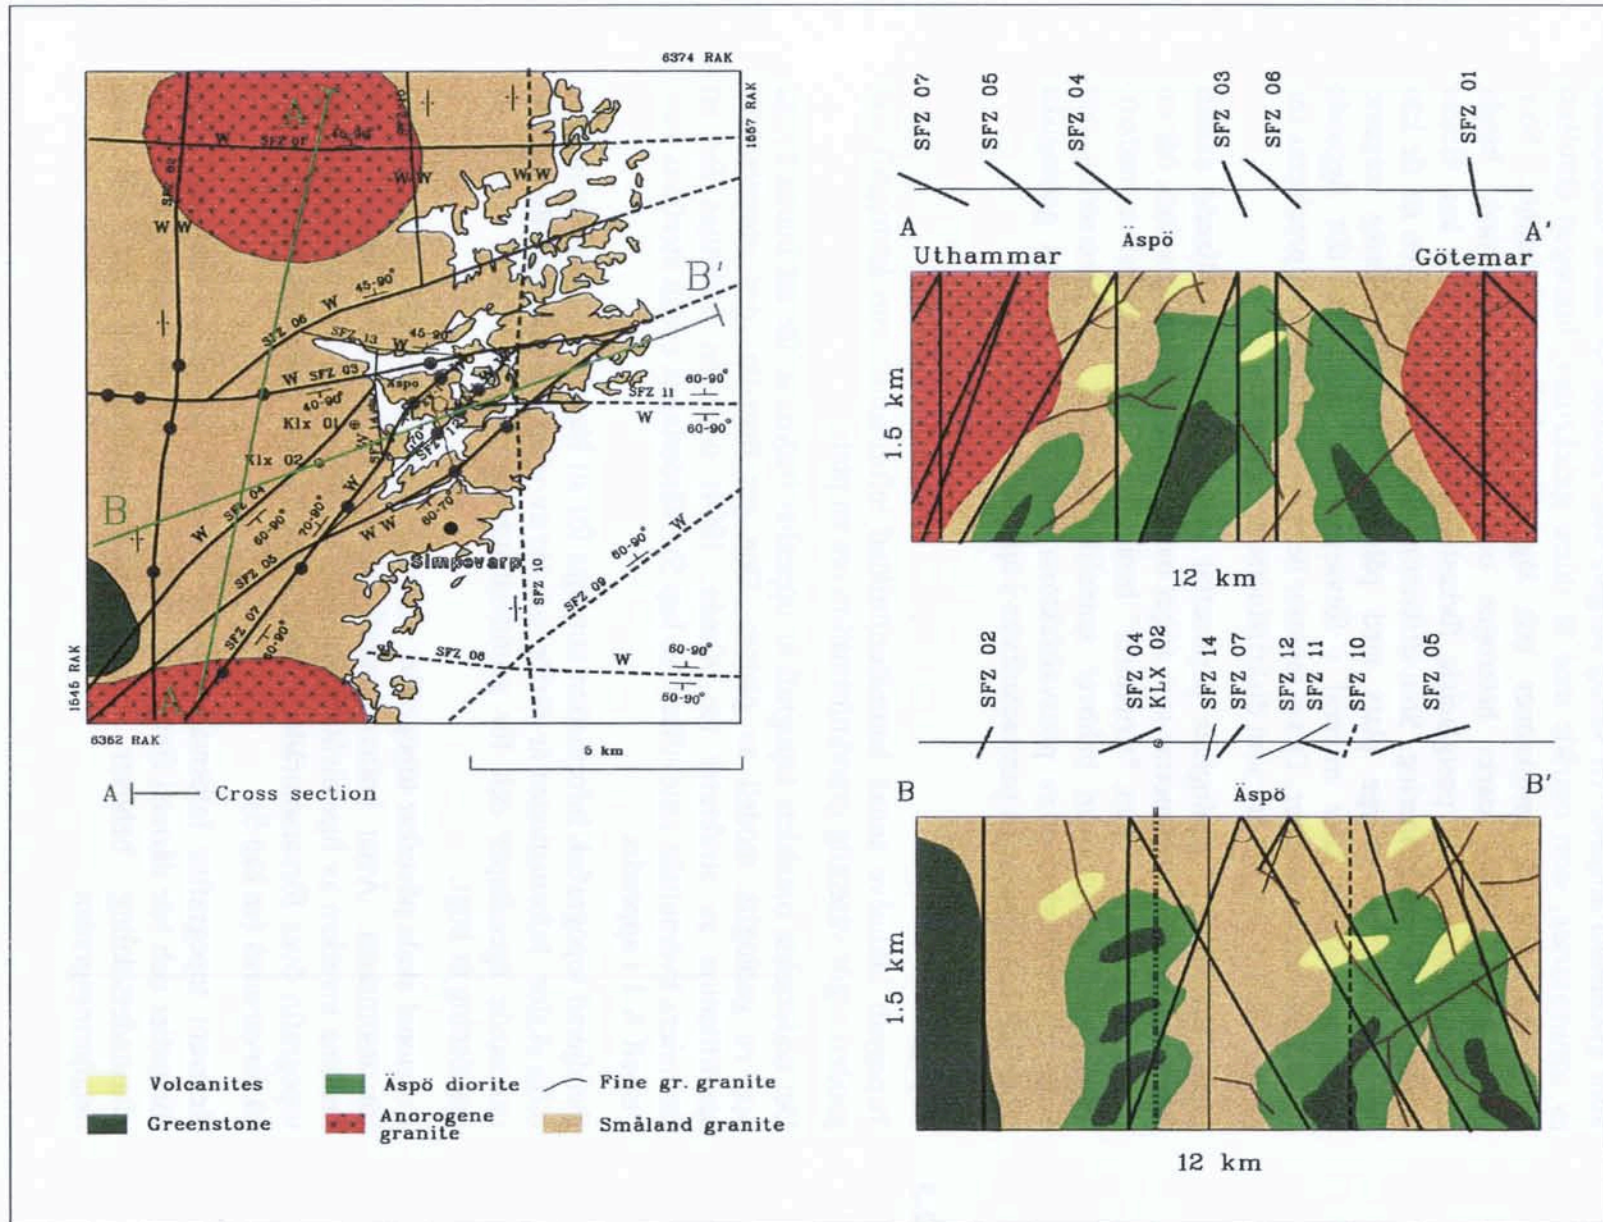 6374 RAK
1557 RAK
A
W
SFZ 01
W W
W W
W W
SFZ 02
B'
45-90°
W
SFZ 06
SFZ 13
45-90°
W
W
SFZ 03
40-90°
Äspö
60-90°
SFZ 11
W
60-90°
Klx 01
Klx 02
SFZ 12
B
W
SFZ 04
60-90°
70-90°
W
W W
60-70°
SFZ 05
Simpevarp
SFZ 10
60-90°
W
SFZ 09
SFZ 07
60-90°
SFZ 08
W
60-90°
60-90°
A
1545 RAK
6362 RAK
5 km
A Cross section
Volcanites
Äspö diorite
Fine gr. granite
Greenstone
Anorogene
granite
Småland granite
SFZ 07
SFZ 05
SFZ 04
SFZ 03
SFZ 06
SFZ 01
A
A'
Uthammar
Äspö
Götemar
1.5 km
12 km
SFZ 02
SFZ 04
KLX 02
SFZ 14
SFZ 07
SFZ 12
SFZ 11
SFZ 10
SFZ 05
B
Äspö
B'
1.5 km
12 km